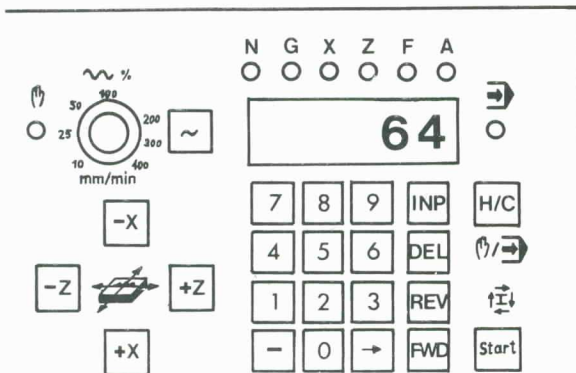 N G X Z F A
%
50 100 200
25 300
10 400
mm/min
64
7 8 9 INP H/C
-X
4 5 6 DEL
-Z +Z
1 2 3 REV
+X
- 0 → FWD Start